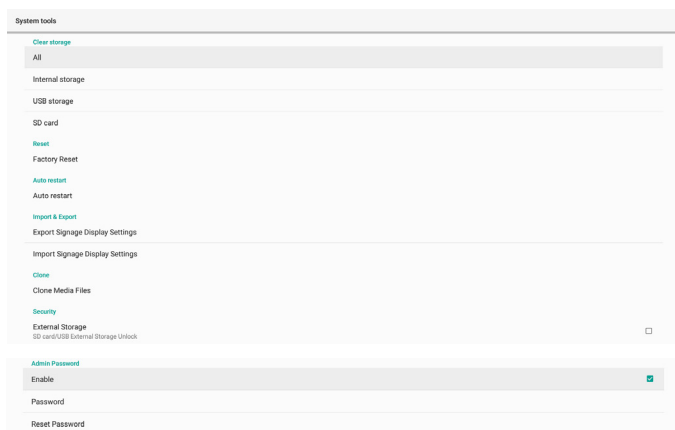 System tools
Clear storage
All
Internal storage
USB storage
SD card
Reset
Factory Reset
Auto restart
Auto restart
Import & Export
Export Signage Display Settings
Import Signage Display Settings
Clone
Clone Media Files
Security
External Storage
SD card/USB External Storage Unlock
Admin Password
Enable
Password
Reset Password